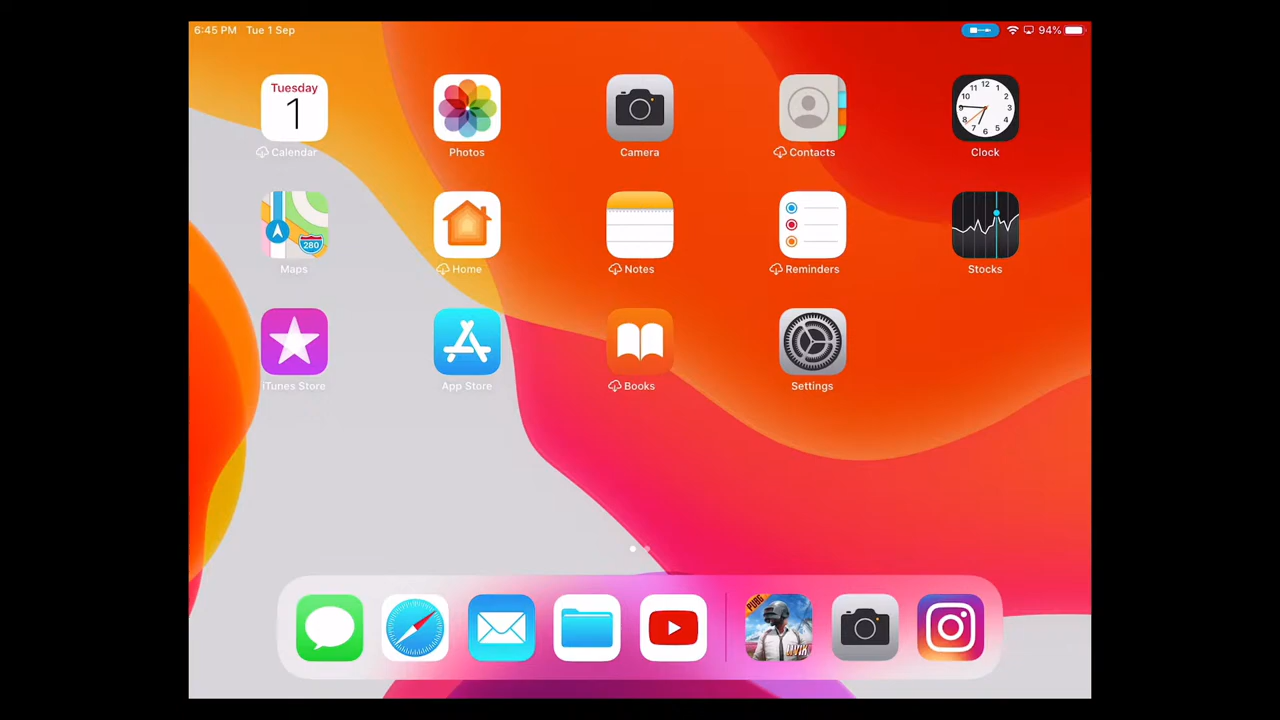 6:45 PM Tue 1 Sep 94%
Tuesday
1
Calendar Photos Camera Contacts Clock
280
Maps Home Notes Reminders Stocks
iTunes Store App Store Books Settings
PUBG